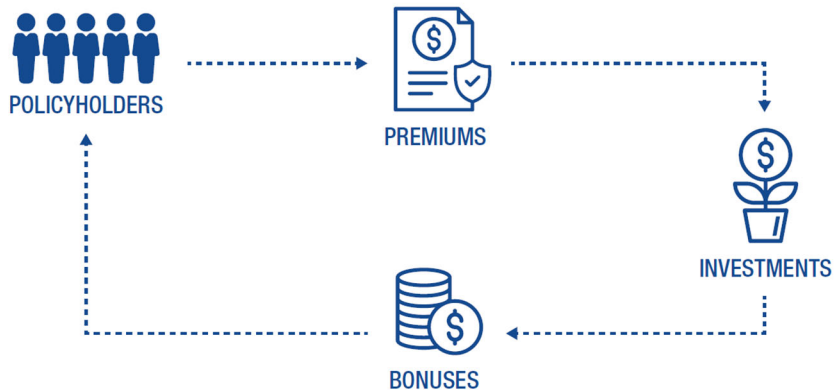 POLICYHOLDERS
$
PREMIUMS
$
INVESTMENTS
$
BONUSES